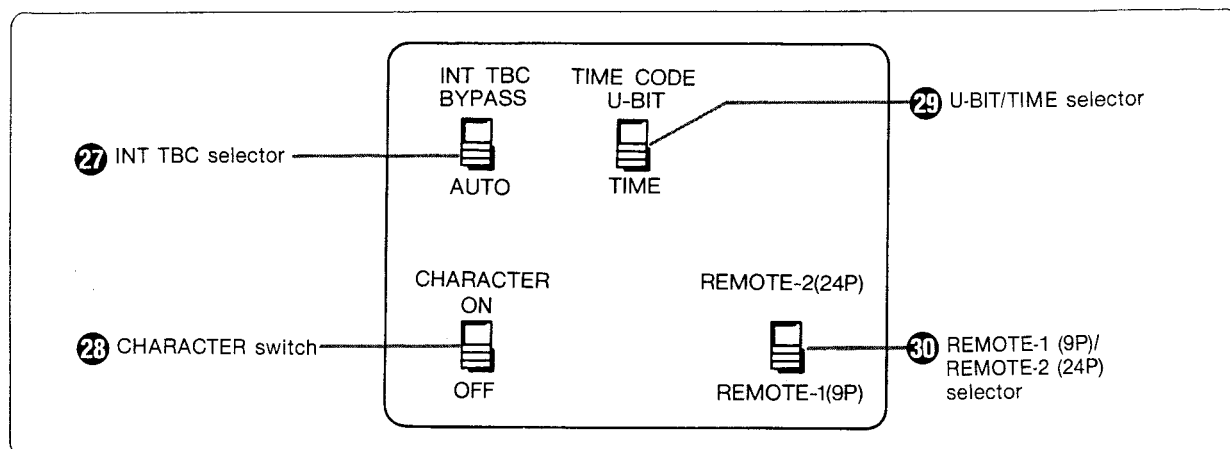 INT TBC
BYPASS
AUTO
TIME CODE
U-BIT
TIME
29 U-BIT/TIME selector
27 INT TBC selector
CHARACTER
ON
OFF
REMOTE-2(24P)
REMOTE-1(9P)
28 CHARACTER switch
30 REMOTE-1 (9P)/
REMOTE-2 (24P)
selector